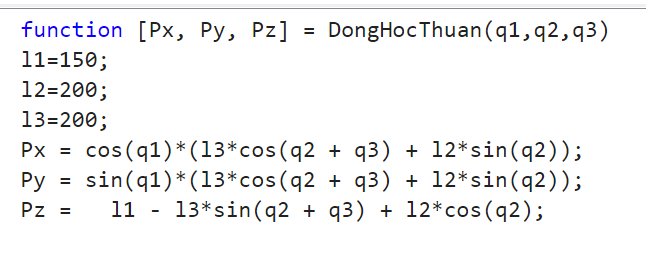 function [Px, Py, Pz] = DongHocThuan(q1,q2,q3)
l1=150;
l2=200;
l3=200;
Px = cos(q1)*(l3*cos(q2 + q3) + l2*sin(q2));
Py = sin(q1)*(l3*cos(q2 + q3) + l2*sin(q2));
Pz =   l1 - l3*sin(q2 + q3) + l2*cos(q2);